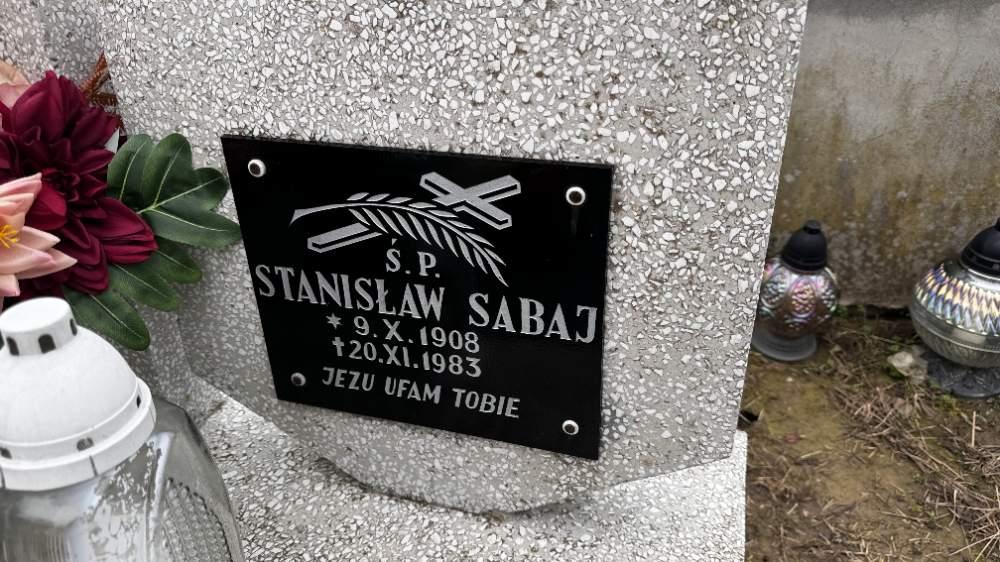 Ś. P.
STANISŁAW SABAJ
* 9. X. 1908
†20.XI.1983
JEZU UFAM TOBIE